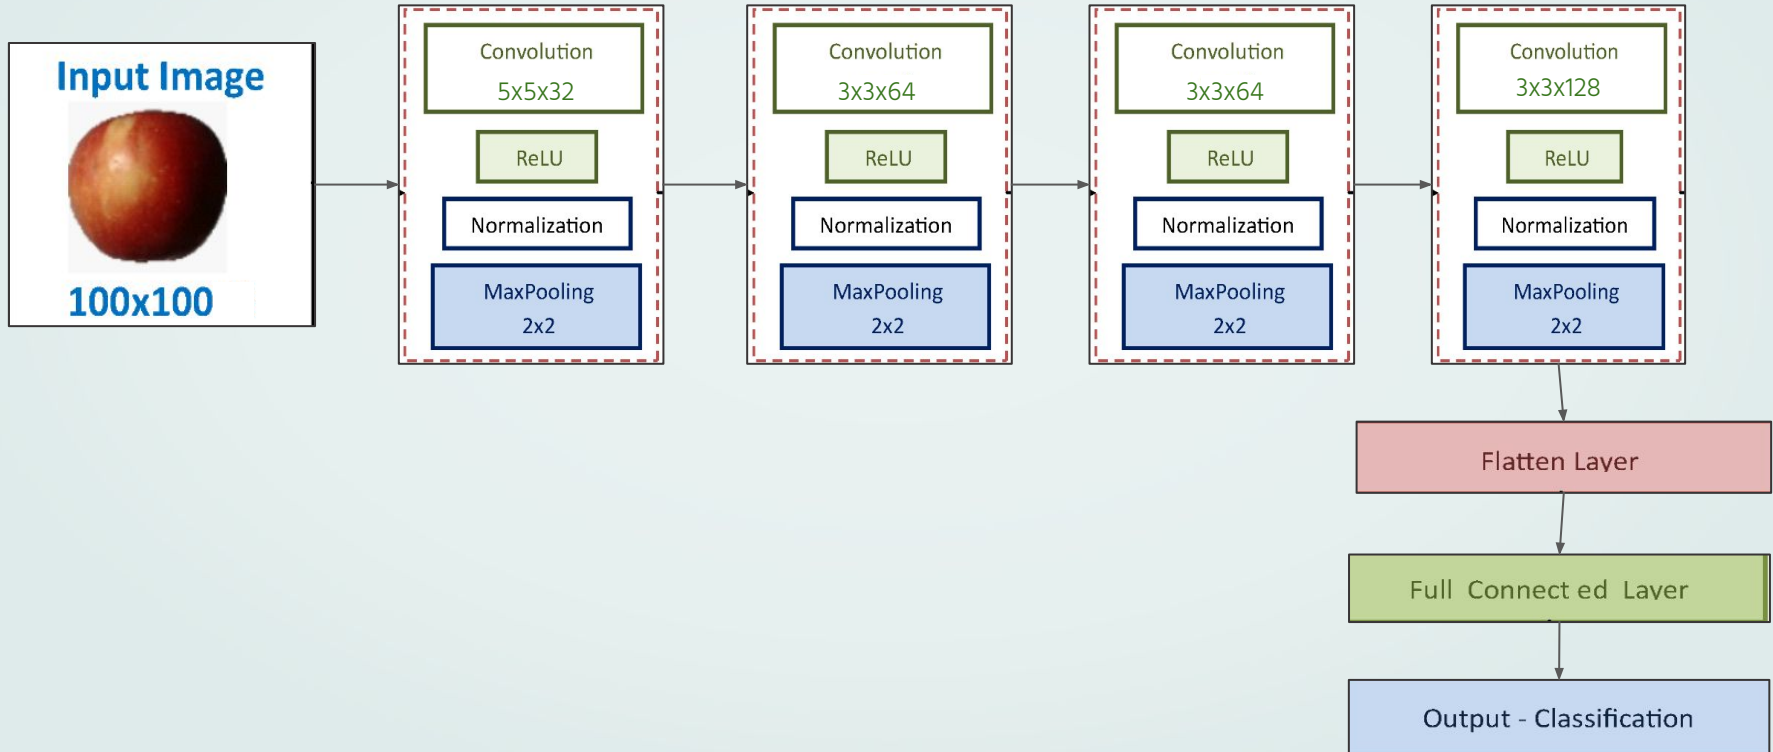 Input Image
100x100
Convolution
5x5x32
ReLU
Normalization
MaxPooling
2x2
Convolution
3x3x64
ReLU
Normalization
MaxPooling
2x2
Convolution
3x3x64
ReLU
Normalization
MaxPooling
2x2
Convolution
3x3x128
ReLU
Normalization
MaxPooling
2x2
Flatten Layer
Full Connect ed Layer
Output - Classification